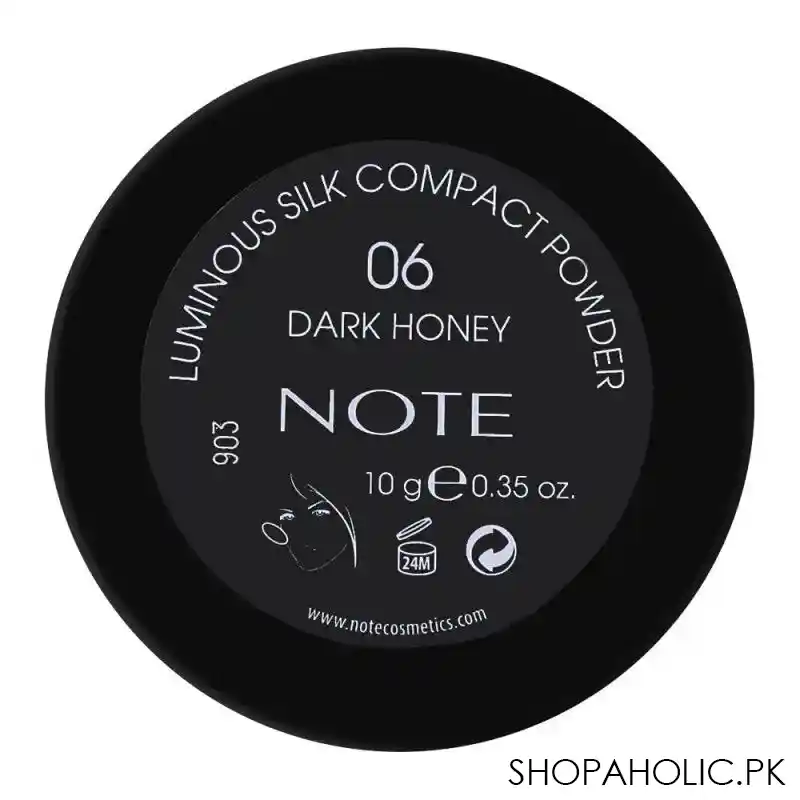 LUMINOUS SILK COMPACT POWDER
06
DARK HONEY
NOTE
903
10 g e 0.35 oz.
24M
www.notecosmetics.com
SHOPAHOLIC.PK